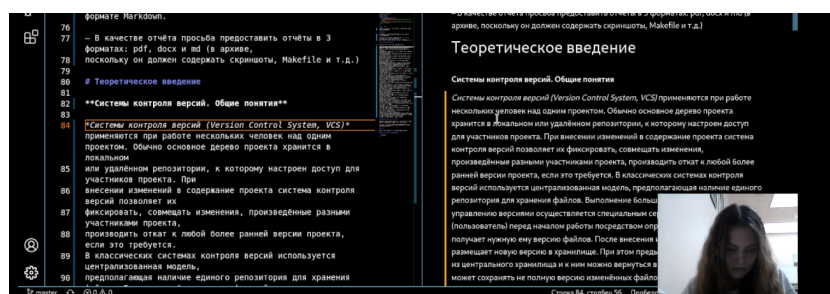 формате Markdown.
76
77 – В качестве отчёта просьба предоставить отчёты в 3
форматах: pdf, docx и md (в архиве,
78 поскольку он должен содержать скриншоты, Makefile и т.д.)
79
80 # Теоретическое введение
81
82 **Системы контроля версий. Общие понятия**
83
84 *Системы контроля версий (Version Control System, VCS)*
применяются при работе нескольких человек над одним
проектом. Обычно основное дерево проекта хранится в
локальном
85 или удалённом репозитории, к которому настроен доступ для
участников проекта. При
86 внесении изменений в содержание проекта система контроля
версий позволяет их
87 фиксировать, совмещать изменения, произведённые разными
участниками проекта,
88 производить откат к любой более ранней версии проекта,
если это требуется.
89 В классических системах контроля версий используется
централизованная модель,
90 предполагающая наличие единого репозитория для хранения
master
0 0
Строка 84, столбец 56
– В качестве отчёта просьба предоставить отчёты в 3 форматах: pdf, docx и md (в
архиве, поскольку он должен содержать скриншоты, Makefile и т.д.)
Теоретическое введение
Системы контроля версий. Общие понятия
Системы контроля версий (Version Control System, VCS) применяются при работе
нескольких человек над одним проектом. Обычно основное дерево проекта
хранится в локальном или удалённом репозитории, к которому настроен доступ
для участников проекта. При внесении изменений в содержание проекта система
контроля версий позволяет их фиксировать, совмещать изменения,
произведённые разными участниками проекта, производить откат к любой более
ранней версии проекта, если это требуется. В классических системах контроля
версий используется централизованная модель, предполагающая наличие единого
репозитория для хранения файлов. Выполнение больш
управлению версиями осуществляется специальным се
(пользователь) перед началом работы посредством опр
получает нужную ему версию файлов. После внесения
размещает новую версию в хранилище. При этом преды
из центрального хранилища и к ним можно вернуться в
может сохранять не полную версию изменённых файло